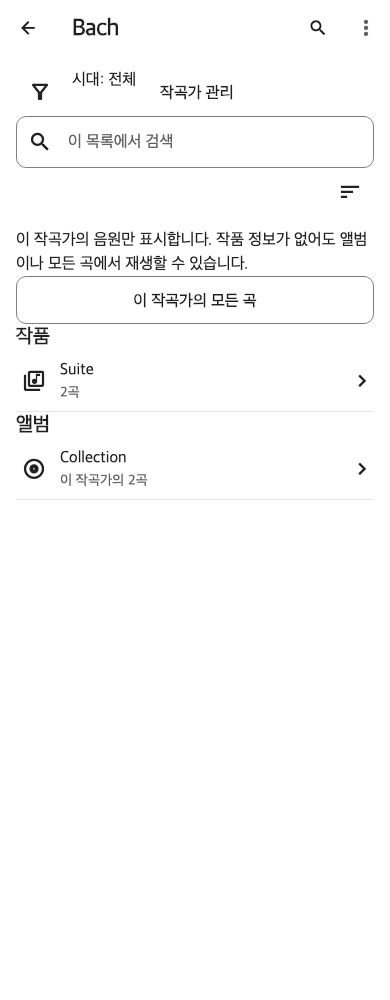 Bach
시대: 전체
작곡가 관리
이 목록에서 검색
이 작곡가의 음원만 표시합니다. 작품 정보가 없어도 앨범
이나 모든 곡에서 재생할 수 있습니다.
이 작곡가의 모든 곡
작품
Suite
2곡
앨범
Collection
이 작곡가의 2곡